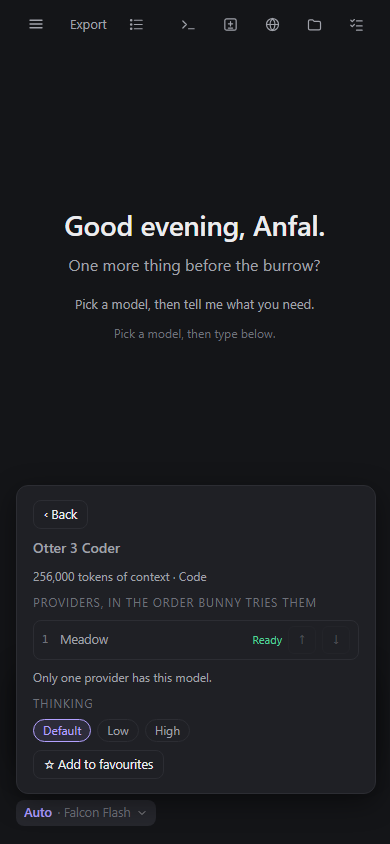 Export
Good evening, Anfal.
One more thing before the burrow?
Pick a model, then tell me what you need.
Pick a model, then type below.
‹ Back
Otter 3 Coder
256,000 tokens of context · Code
PROVIDERS, IN THE ORDER BUNNY TRIES THEM
1 Meadow Ready ↑ ↓
Only one provider has this model.
THINKING
Default Low High
☆ Add to favourites
Auto · Falcon Flash